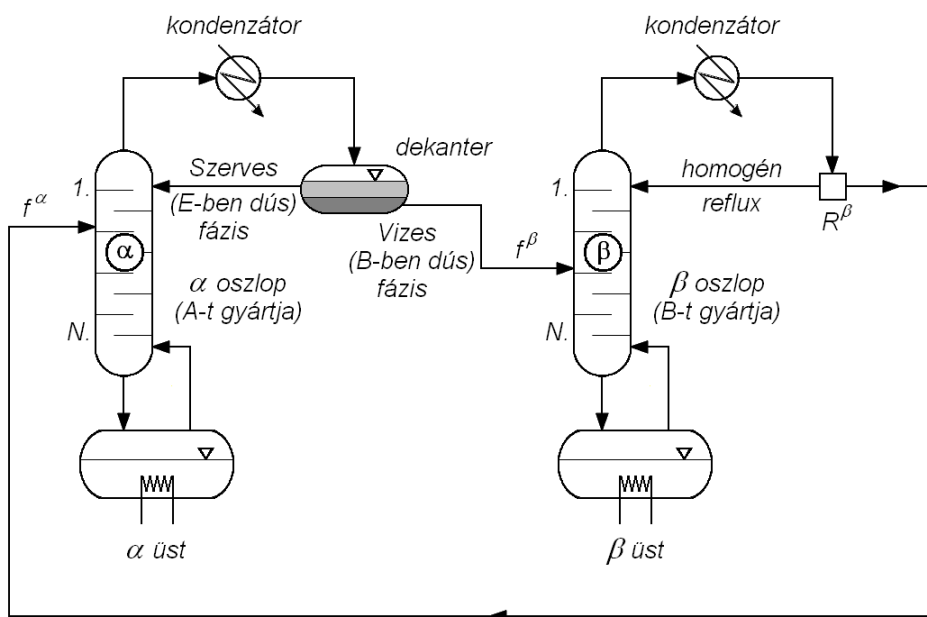 kondenzátor
kondenzátor
dekanter
1.
Szerves
(E-ben dús)
fázis
f^α
Vizes
(B-ben dús)
fázis
f^β
1.
homogén
reflux
R^β
α
β
α oszlop
(A-t gyártja)
β oszlop
(B-t gyártja)
N.
N.
α üst
β üst